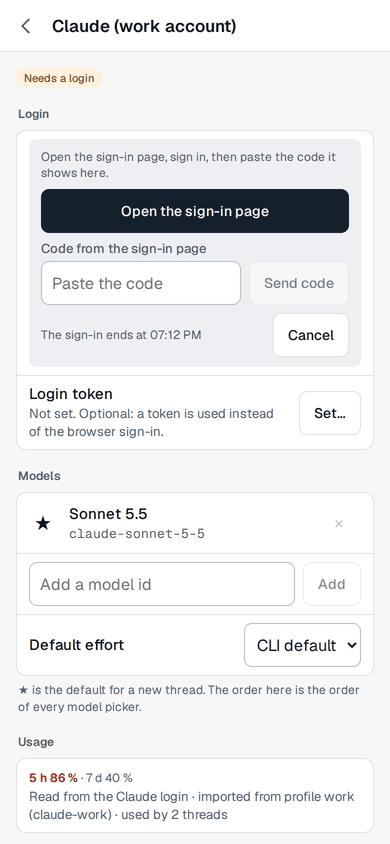 Claude (work account)
Needs a login
Login
Open the sign-in page, sign in, then paste the code it
shows here.
Open the sign-in page
Code from the sign-in page
Paste the code
Send code
The sign-in ends at 07:12 PM
Cancel
Login token
Not set. Optional: a token is used instead
of the browser sign-in.
Set…
Models
★ Sonnet 5.5
claude-sonnet-5-5
×
Add a model id
Add
Default effort
CLI default
★ is the default for a new thread. The order here is the order
of every model picker.
Usage
5 h 86 % · 7 d 40 %
Read from the Claude login · imported from profile work
(claude-work) · used by 2 threads